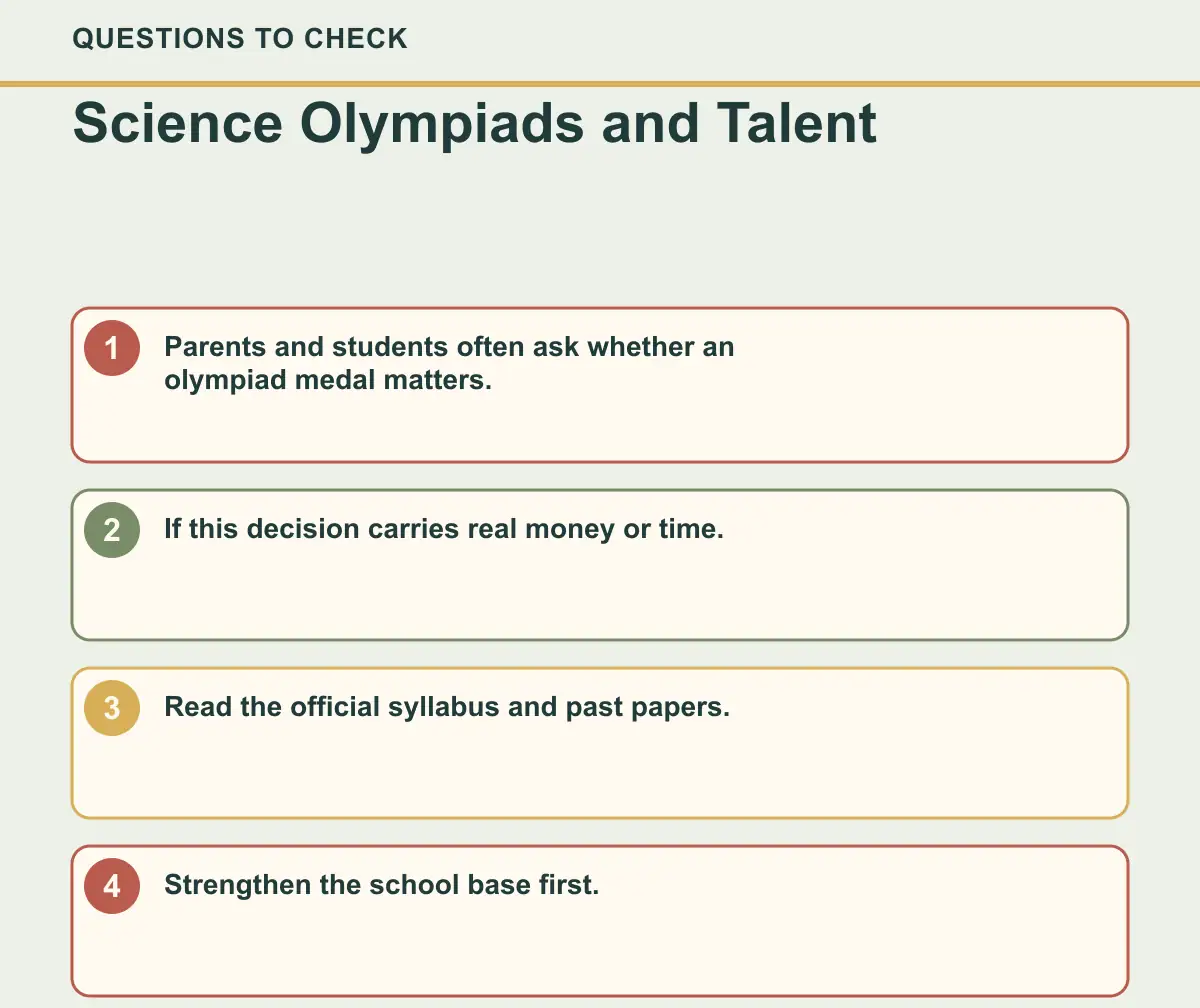 QUESTIONS TO CHECK
Science Olympiads and Talent
1
Parents and students often ask whether an
olympiad medal matters.
2
If this decision carries real money or time.
3
Read the official syllabus and past papers.
4
Strengthen the school base first.